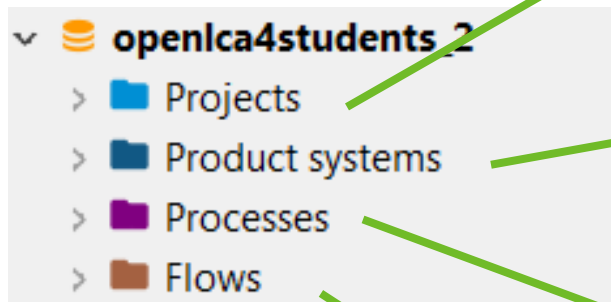 openlca4students_2
Projects
Product systems
Processes
Flows